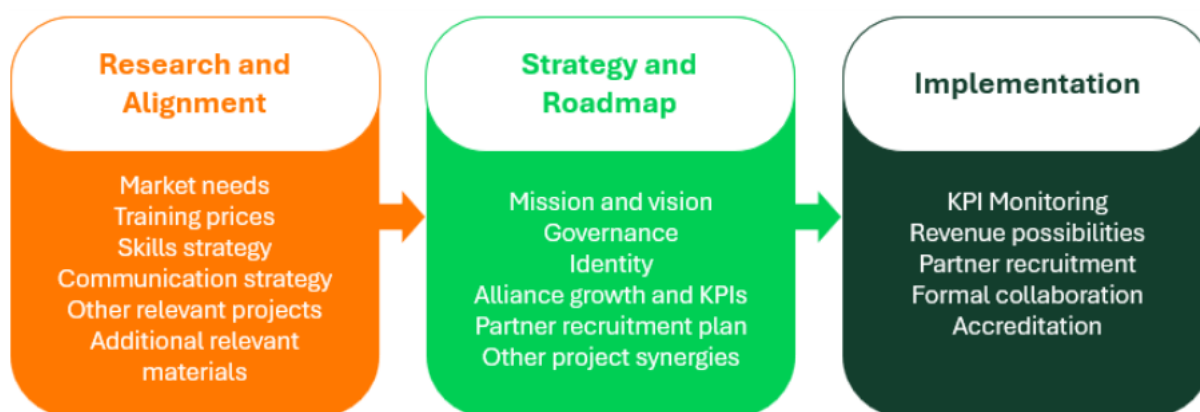 Research and
Alignment
Market needs
Training prices
Skills strategy
Communication strategy
Other relevant projects
Additional relevant
materials
Strategy and
Roadmap
Mission and vision
Governance
Identity
Alliance growth and KPIs
Partner recruitment plan
Other project synergies
Implementation
KPI Monitoring
Revenue possibilities
Partner recruitment
Formal collaboration
Accreditation